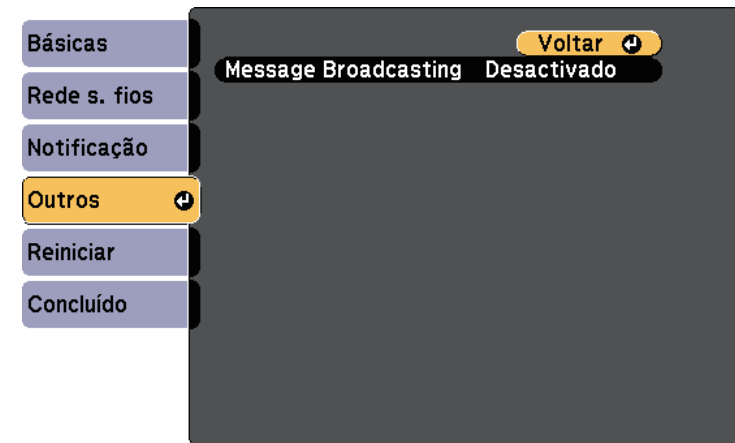 Básicas
Rede s. fios
Notificação
Outros
Reiniciar
Concluído
Voltar
Message Broadcasting Desactivado